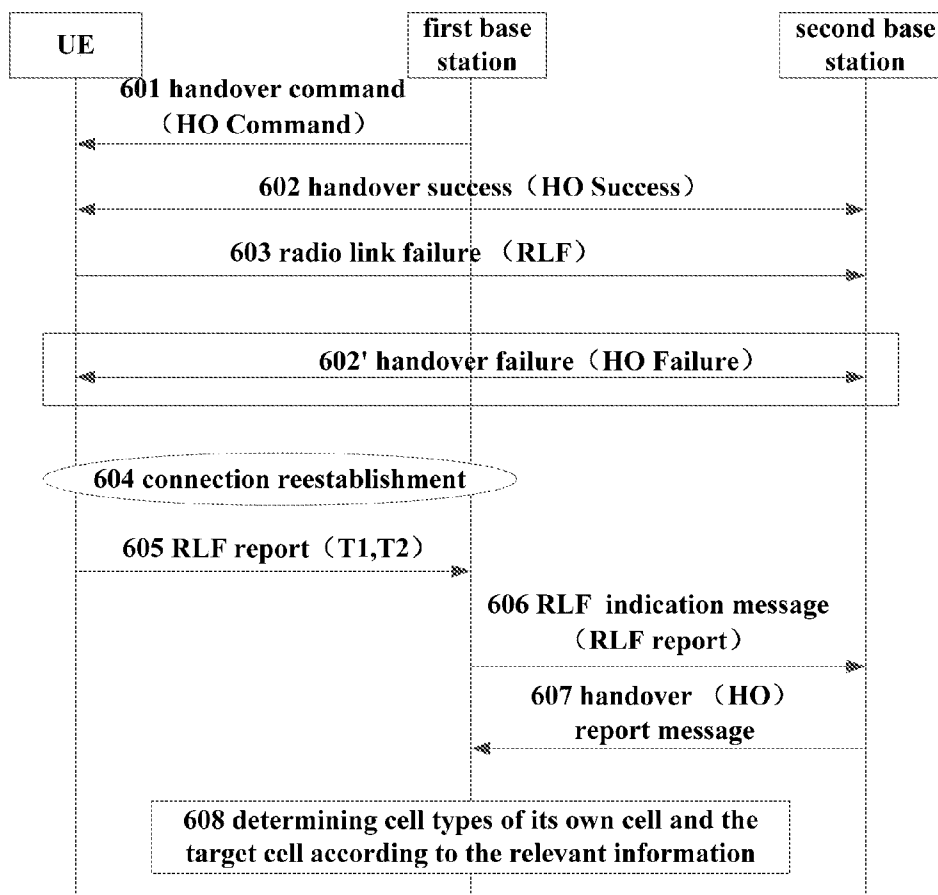 UE
first base
station
second base
station
601 handover command
（HO Command）
602 handover success（HO Success）
603 radio link failure （RLF）
602' handover failure（HO Failure）
604 connection reestablishment
605 RLF report（T1,T2）
606 RLF indication message
（RLF report）
607 handover （HO）
report message
608 determining cell types of its own cell and the
target cell according to the relevant information